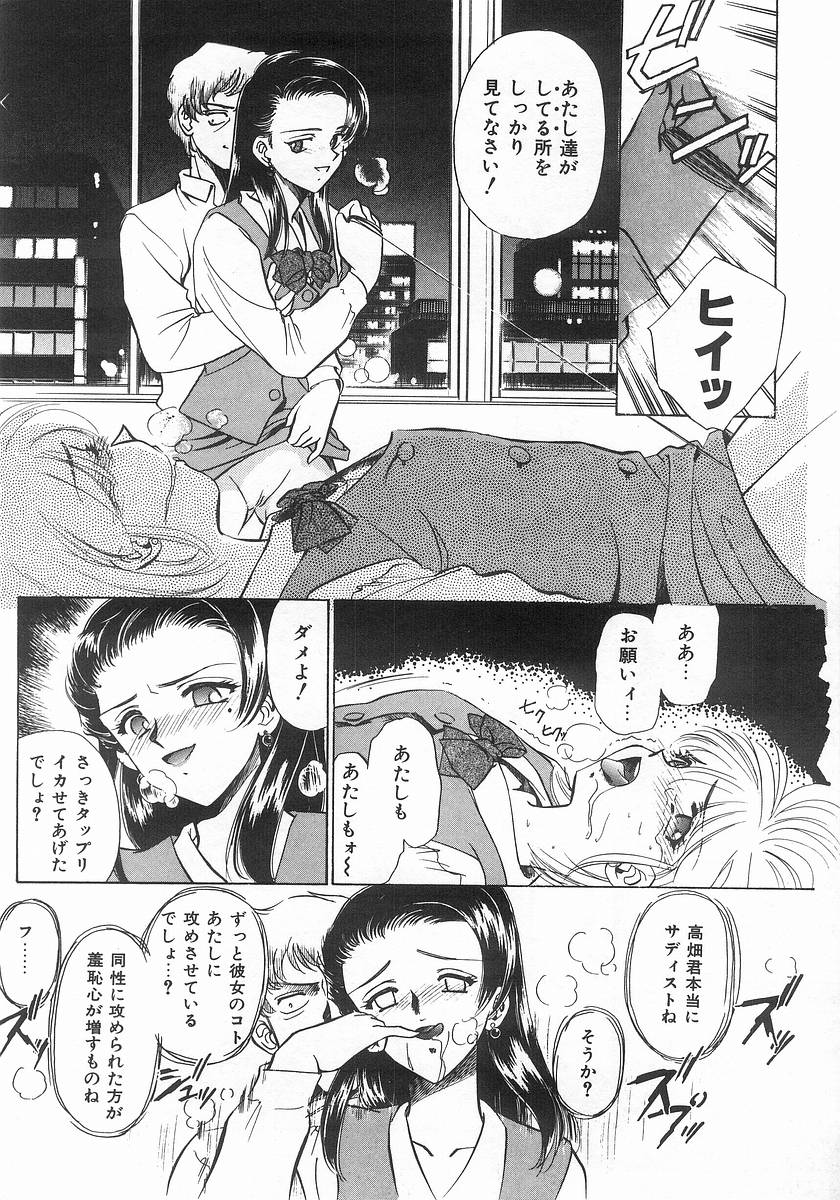 ビッ
ヒイッ
あたし達が
してる所を
しっかり
見てなさい!
ああ…
お願いィ…
ヒク
ヒクッ
あたしも
あたしもォ〜
ダメよ!
さっきタップリ
イカせてあげた
でしょ?
高畑君本当に
サディストね
そうか?
ズプッ
ずっと彼女のコト
あたしに
攻めさせている
でしょ…?
ジュッ
同性に攻められた方が
羞恥心が
増すものね
フ……